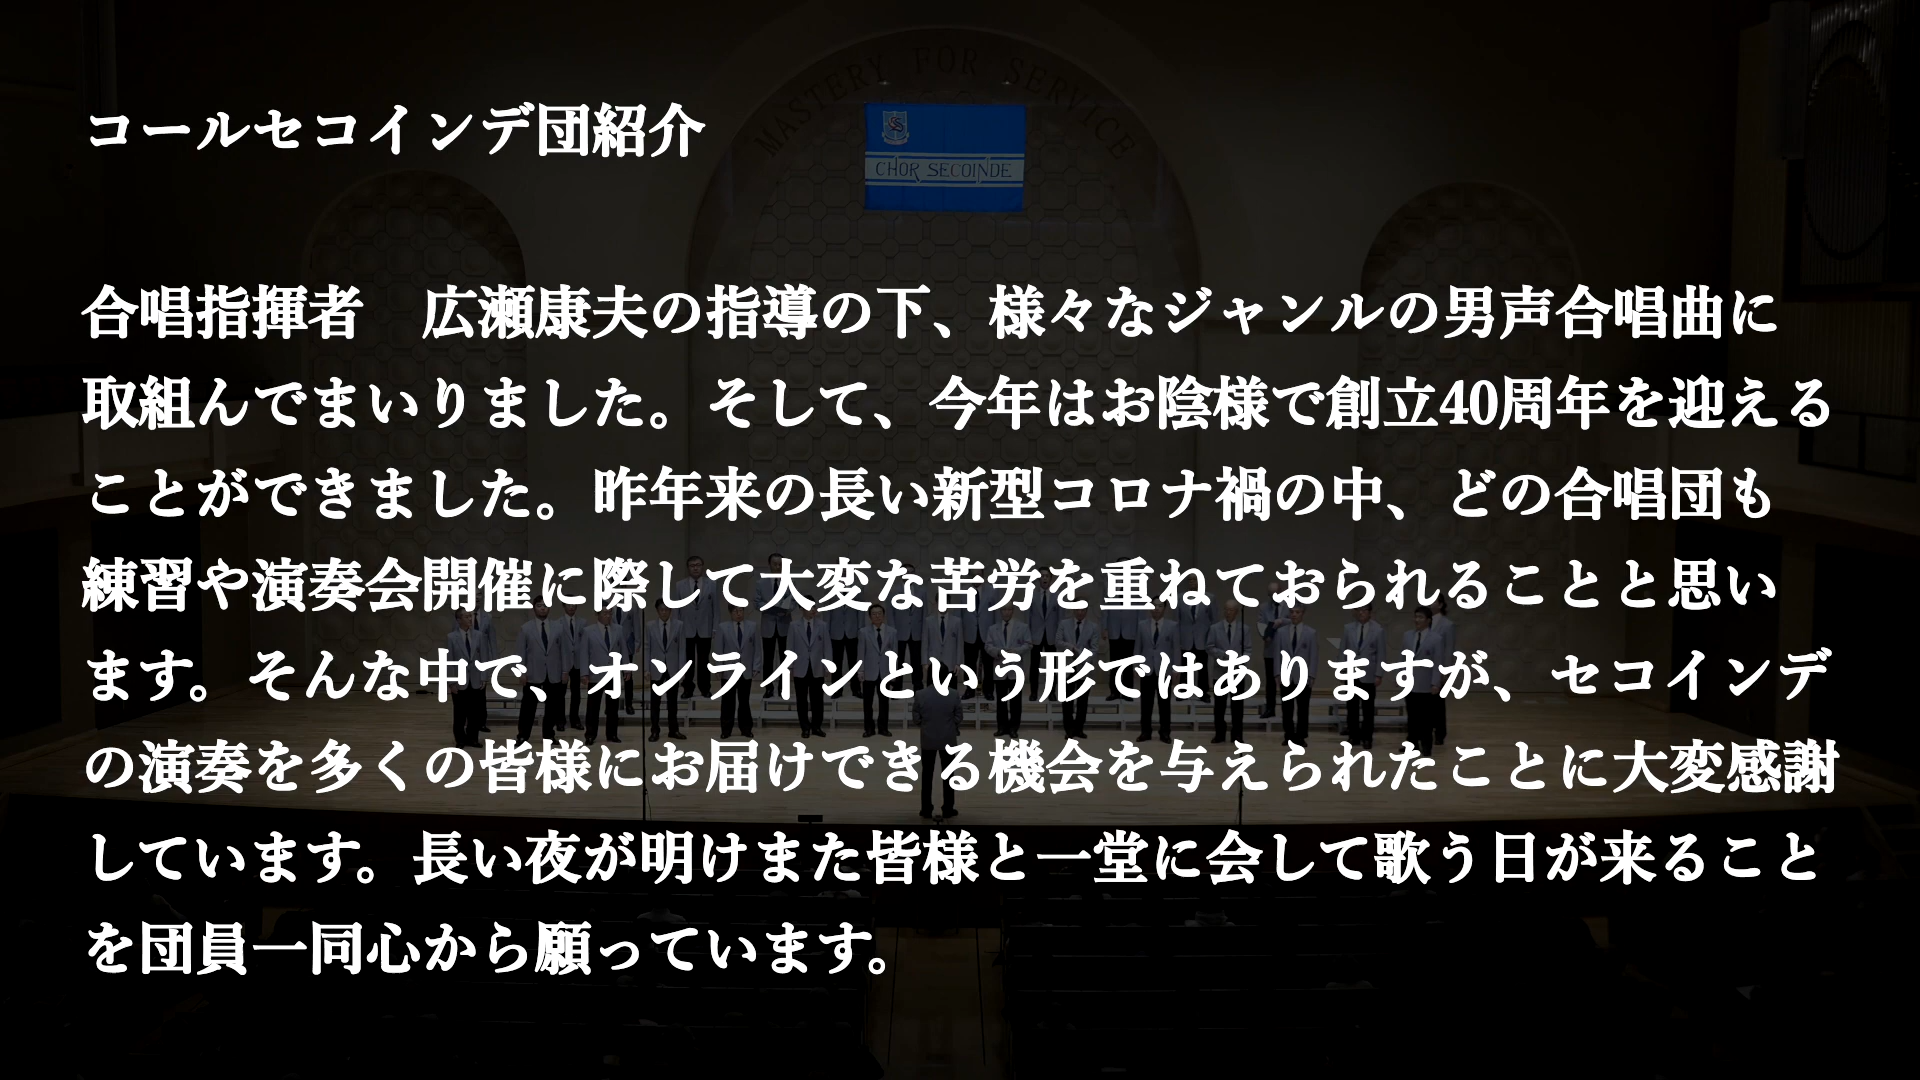 MASTERY FOR SERVICE
CHOR SECOINDE
コールセコインデ団紹介
合唱指揮者　広瀬康夫の指導の下、様々なジャンルの男声合唱曲に
取組んでまいりました。そして、今年はお陰様で創立40周年を迎える
ことができました。昨年来の長い新型コロナ禍の中、どの合唱団も
練習や演奏会開催に際して大変な苦労を重ねておられることと思い
ます。そんな中で、オンラインという形ではありますが、セコインデ
の演奏を多くの皆様にお届けできる機会を与えられたことに大変感謝
しています。長い夜が明けまた皆様と一堂に会して歌う日が来ること
を団員一同心から願っています。